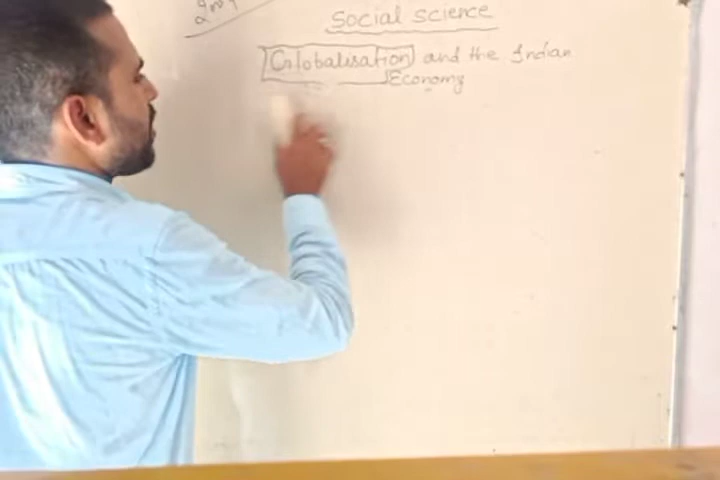 Social science
Globalisation and the Indian
Economy